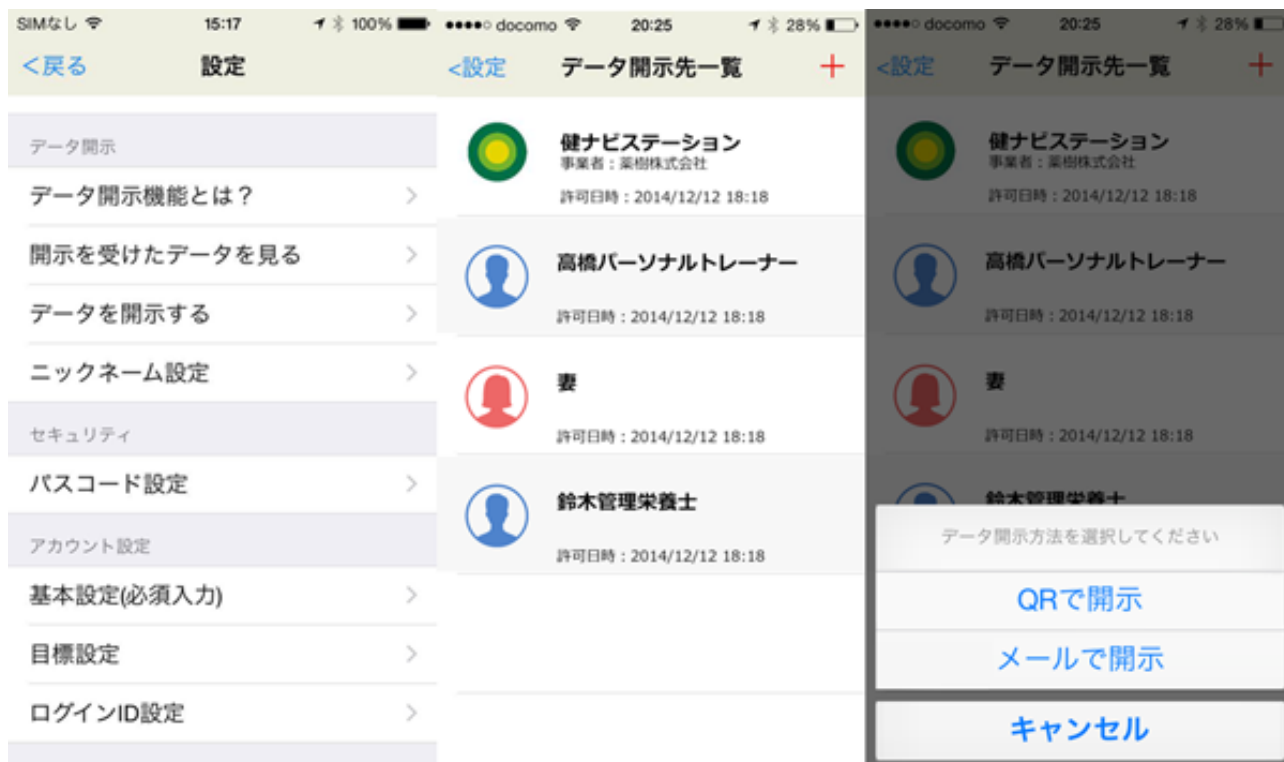 SIMなし 15:17 100%
<戻る 設定
データ開示
データ開示機能とは？
開示を受けたデータを見る
データを開示する
ニックネーム設定
セキュリティ
パスコード設定
アカウント設定
基本設定(必須入力)
目標設定
ログインID設定
docomo 20:25 28%
<設定 データ開示先一覧 +
健ナビステーション
事業者：薬樹株式会社
許可日時：2014/12/12 18:18
高橋パーソナルトレーナー
許可日時：2014/12/12 18:18
妻
許可日時：2014/12/12 18:18
鈴木管理栄養士
許可日時：2014/12/12 18:18
docomo 20:25 28%
<設定 データ開示先一覧 +
健ナビステーション
事業者：薬樹株式会社
許可日時：2014/12/12 18:18
高橋パーソナルトレーナー
許可日時：2014/12/12 18:18
妻
許可日時：2014/12/12 18:18
鈴木管理栄養士
データ開示方法を選択してください
QRで開示
メールで開示
キャンセル